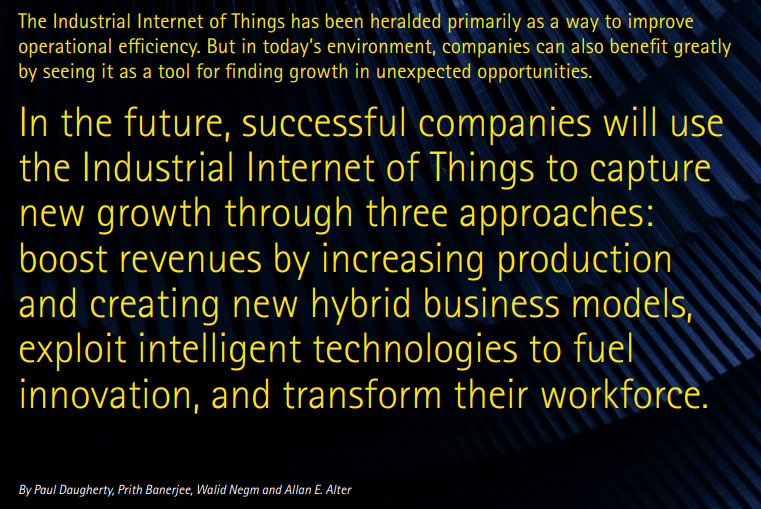 The Industrial Internet of Things has been heralded primarily as a way to improve
operational efficiency. But in today's environment, companies can also benefit greatly
by seeing it as a tool for finding growth in unexpected opportunities.
In the future, successful companies will use
the Industrial Internet of Things to capture
new growth through three approaches:
boost revenues by increasing production
and creating new hybrid business models,
exploit intelligent technologies to fuel
innovation, and transform their workforce.
By Paul Daugherty, Prith Banerjee, Walid Negm and Allan E. Alter